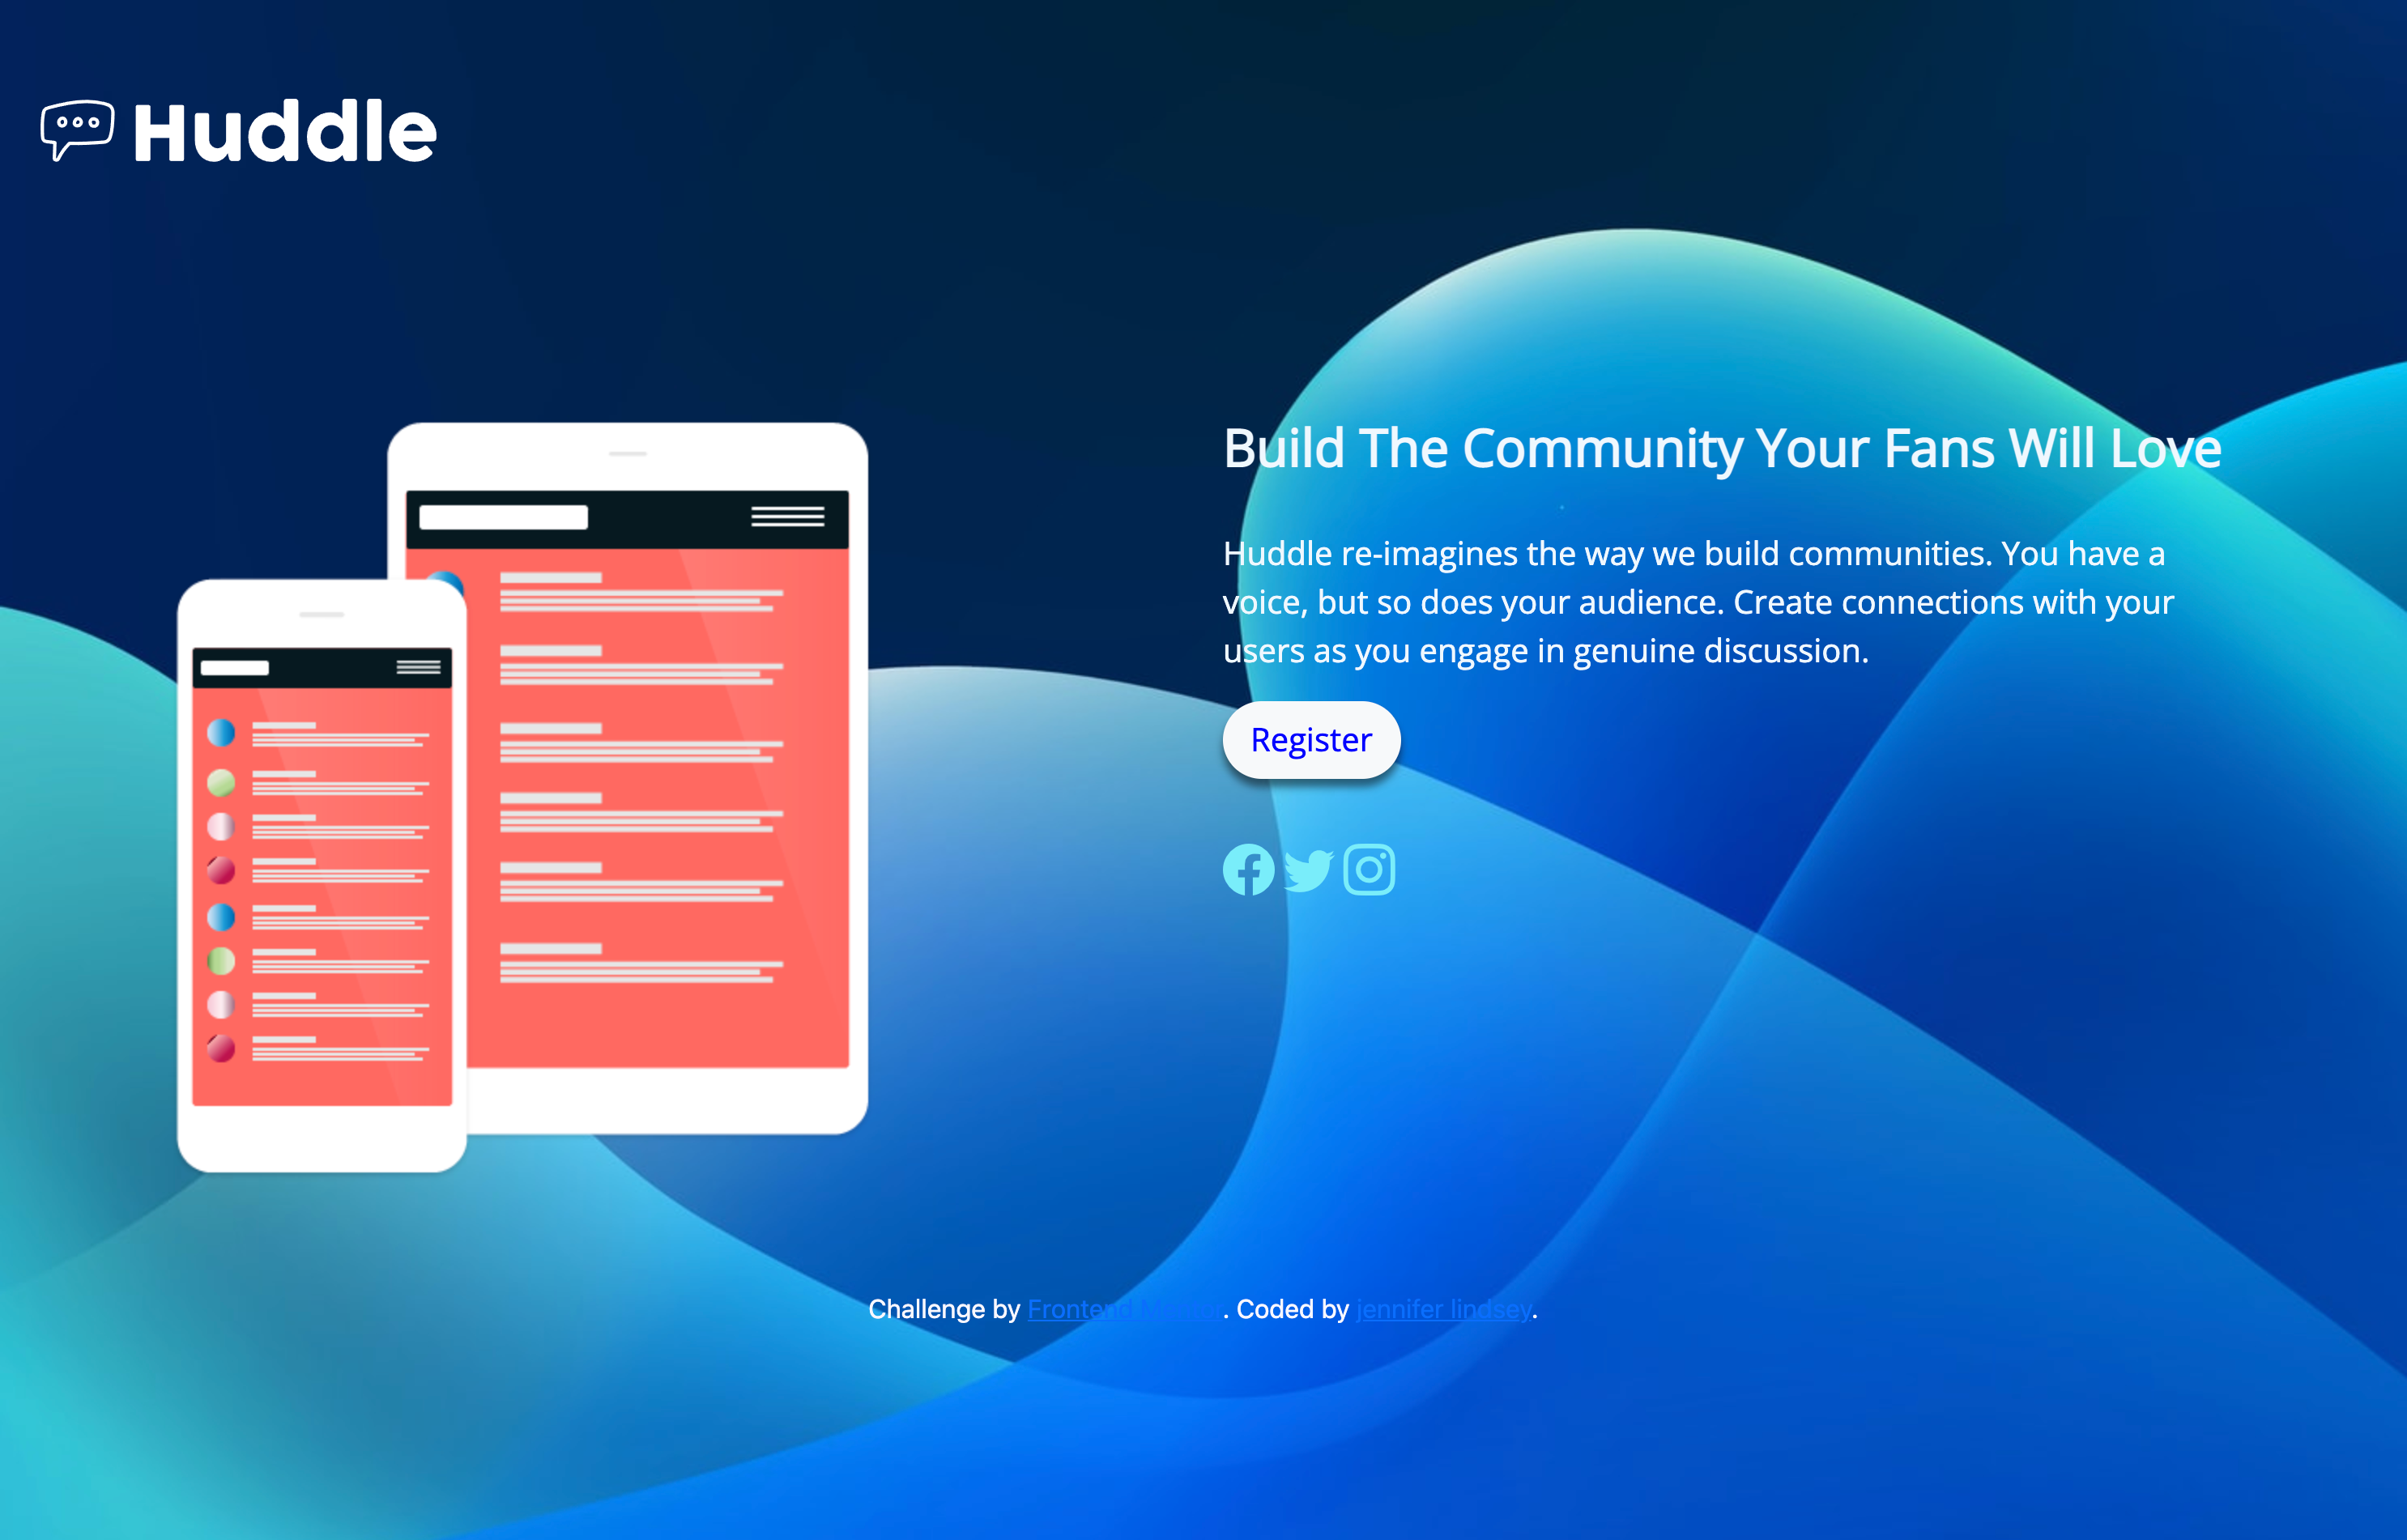 Huddle
Build The Community Your Fans Will Love
Huddle re-imagines the way we build communities. You have a
voice, but so does your audience. Create connections with your
users as you engage in genuine discussion.
Register
Challenge by Frontend Mentor. Coded by jennifer lindsey.